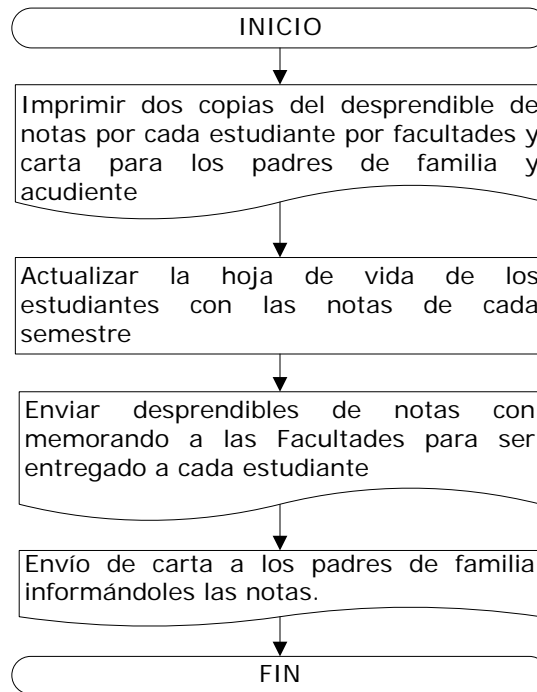 INICIO
Imprimir dos copias del desprendible de
notas por cada estudiante por facultades y
carta para los padres de familia y
acudiente
Actualizar la hoja de vida de los
estudiantes con las notas de cada
semestre
Enviar desprendibles de notas con
memorando a las Facultades para ser
entregado a cada estudiante
Envío de carta a los padres de familia
informándoles las notas.
FIN